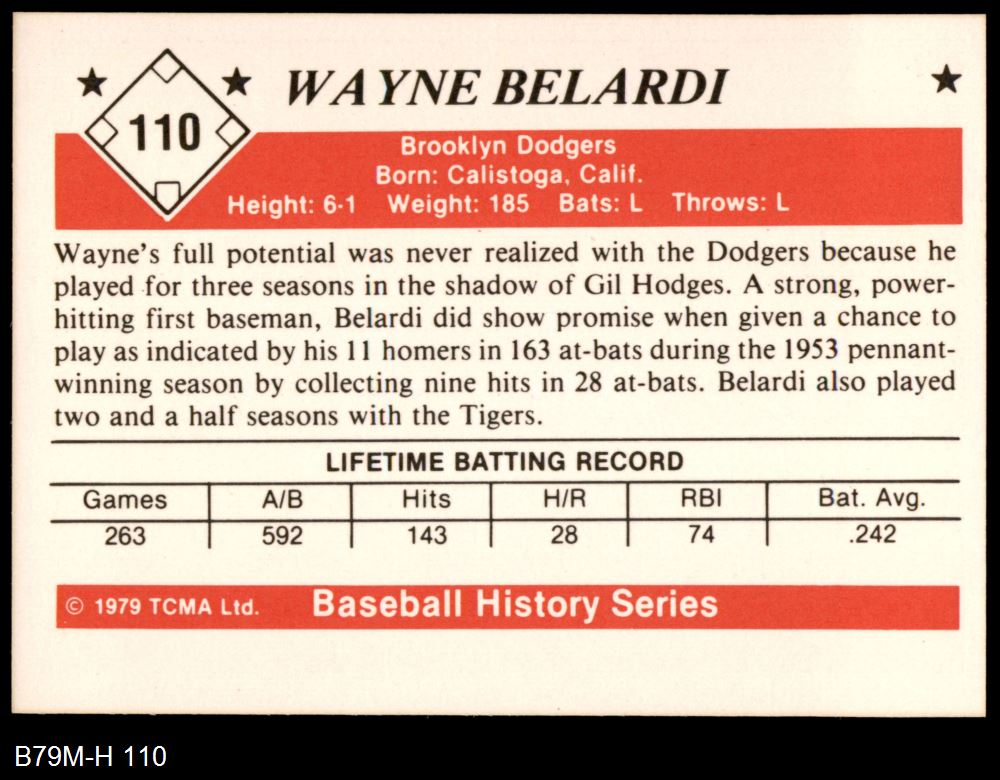 110
WAYNE BELARDI
Brooklyn Dodgers
Born: Calistoga, Calif.
Height: 6-1 Weight: 185 Bats: L Throws: L
Wayne's full potential was never realized with the Dodgers because he
played for three seasons in the shadow of Gil Hodges. A strong, power-
hitting first baseman, Belardi did show promise when given a chance to
play as indicated by his 11 homers in 163 at-bats during the 1953 pennant-
winning season by collecting nine hits in 28 at-bats. Belardi also played
two and a half seasons with the Tigers.
LIFETIME BATTING RECORD
Games A/B Hits H/R RBI Bat. Avg.
263 592 143 28 74 .242
© 1979 TCMA Ltd. Baseball History Series
B79M-H 110